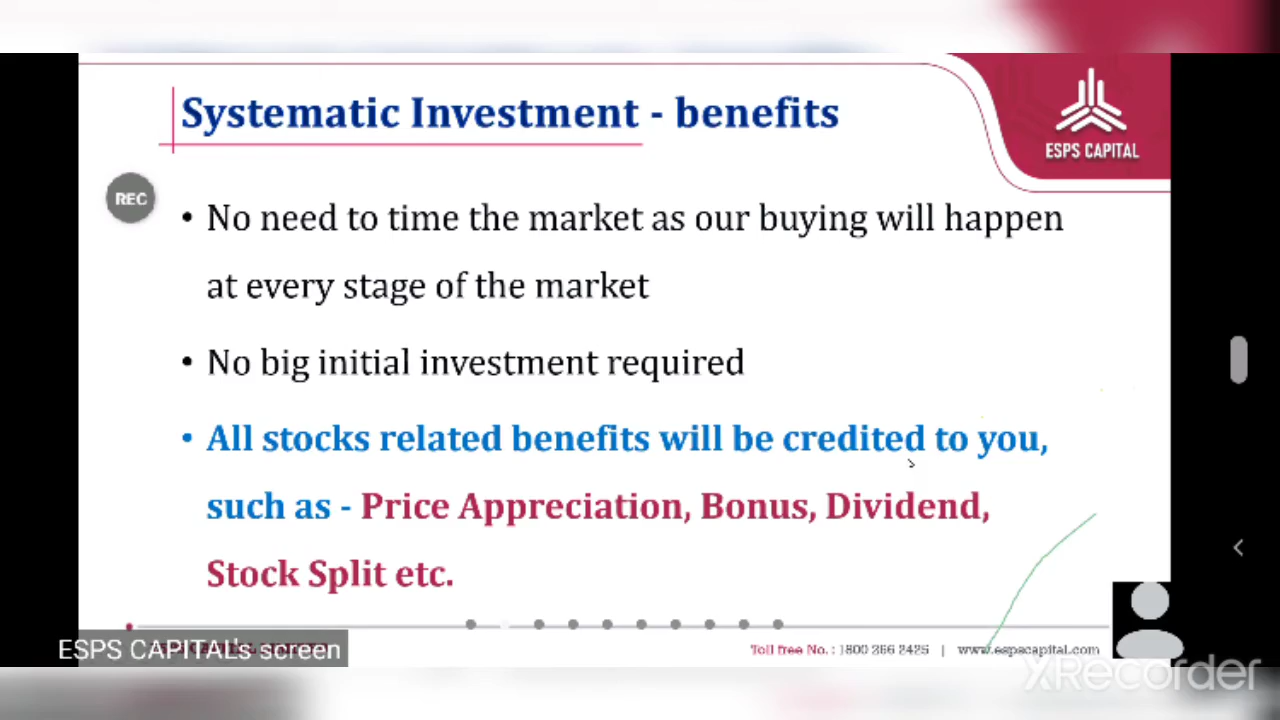 Systematic Investment - benefits
ESPS CAPITAL
REC
• No need to time the market as our buying will happen
at every stage of the market
• No big initial investment required
• All stocks related benefits will be credited to you,
such as - Price Appreciation, Bonus, Dividend,
Stock Split etc.
ESPS CAPITAL's screen
Toll free No. : 1800 266 2425 | www.espscapital.com
XRecorder